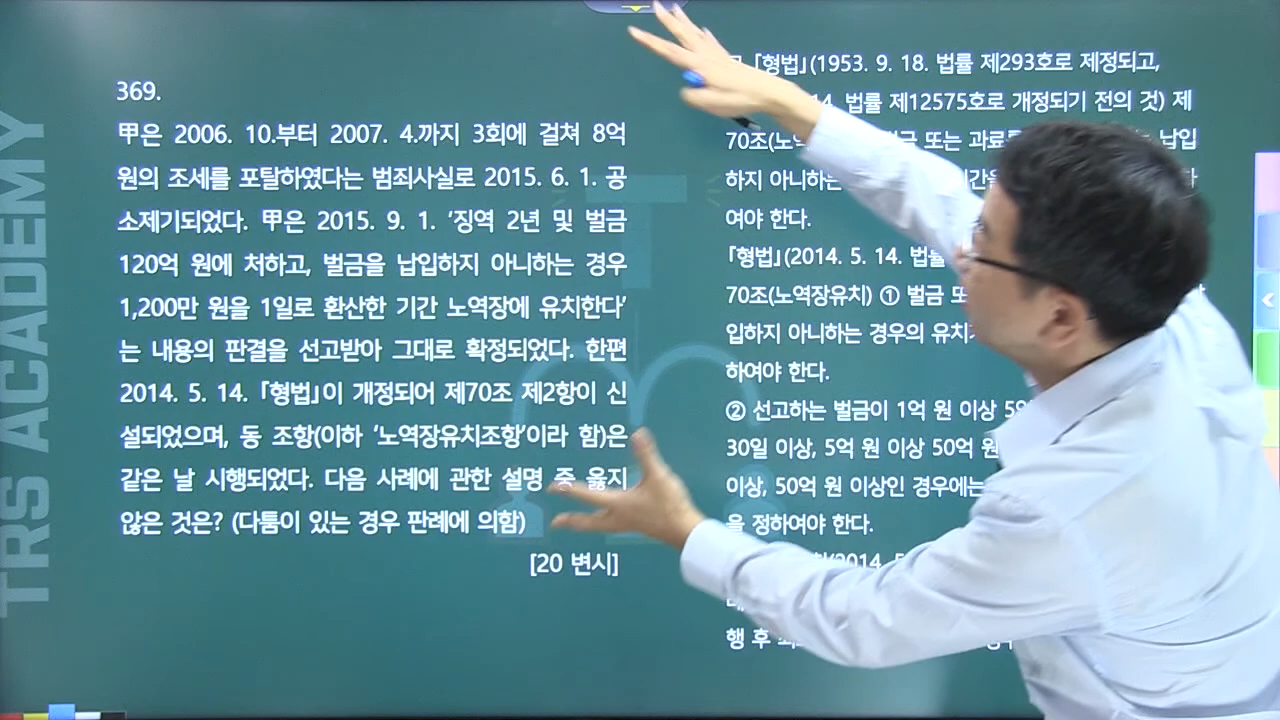 TRS ACADEMY
369.
甲은 2006. 10.부터 2007. 4.까지 3회에 걸쳐 8억
원의 조세를 포탈하였다는 범죄사실로 2015. 6. 1. 공
소제기되었다. 甲은 2015. 9. 1. '징역 2년 및 벌금
120억 원에 처하고, 벌금을 납입하지 아니하는 경우
1,200만 원을 1일로 환산한 기간 노역장에 유치한다'
는 내용의 판결을 선고받아 그대로 확정되었다. 한편
2014. 5. 14. 「형법」이 개정되어 제70조 제2항이 신
설되었으며, 동 조항(이하 '노역장유치조항'이라 함)은
같은 날 시행되었다. 다음 사례에 관한 설명 중 옳지
않은 것은? (다툼이 있는 경우 판례에 의함)
[20 변시]
「형법」(1953. 9. 18. 법률 제293호로 제정되고,
14. 법률 제12575호로 개정되기 전의 것) 제
70조(노 또는 과료 납입
하지 아니하는
여야 한다.
「형법」(2014. 5. 14. 법률
70조(노역장유치) ① 벌금
입하지 아니하는 경우의
하여야 한다.
② 선고하는 벌금이 1억 원 이상
30일 이상, 5억 원 이상 50억 원
이상, 50억 원 이상인 경우에는
을 정하여야 한다.
행 후